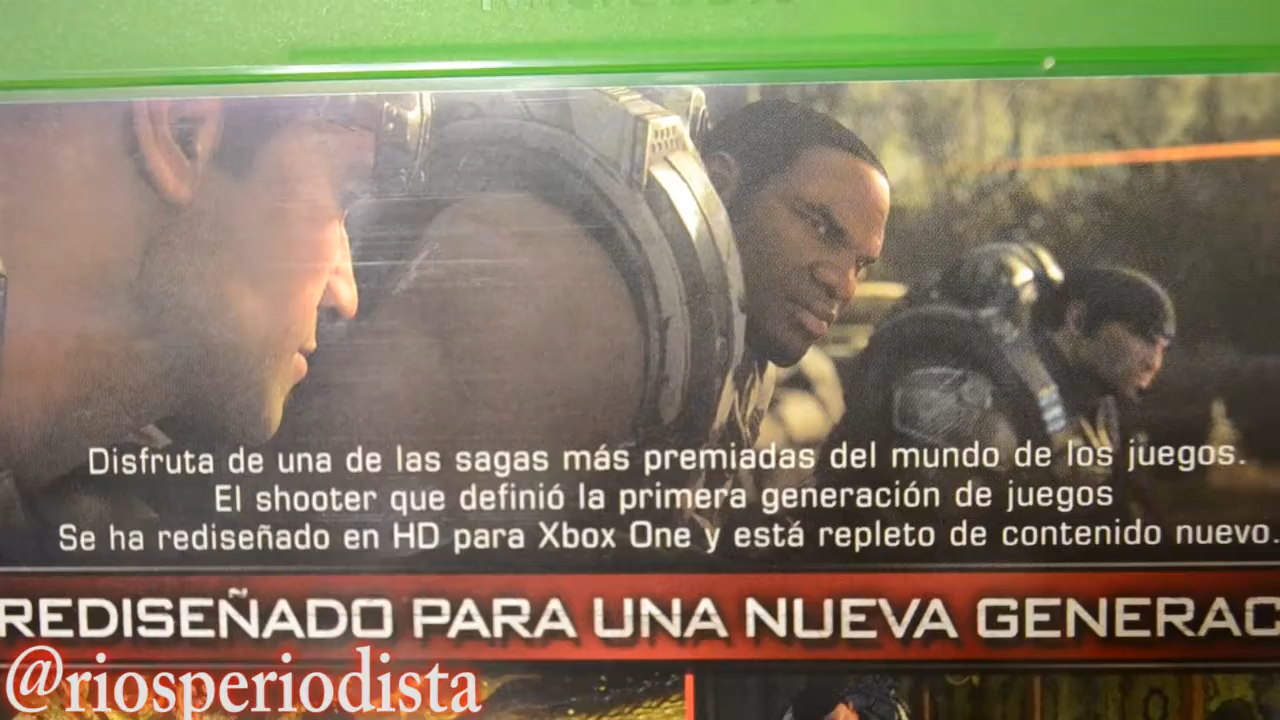 Disfruta de una de las sagas más premiadas del mundo de los juegos.
El shooter que definió la primera generación de juegos
Se ha rediseñado en HD para Xbox One y está repleto de contenido nuevo.
REDISEÑADO PARA UNA NUEVA GENERAC
@riosperiodista